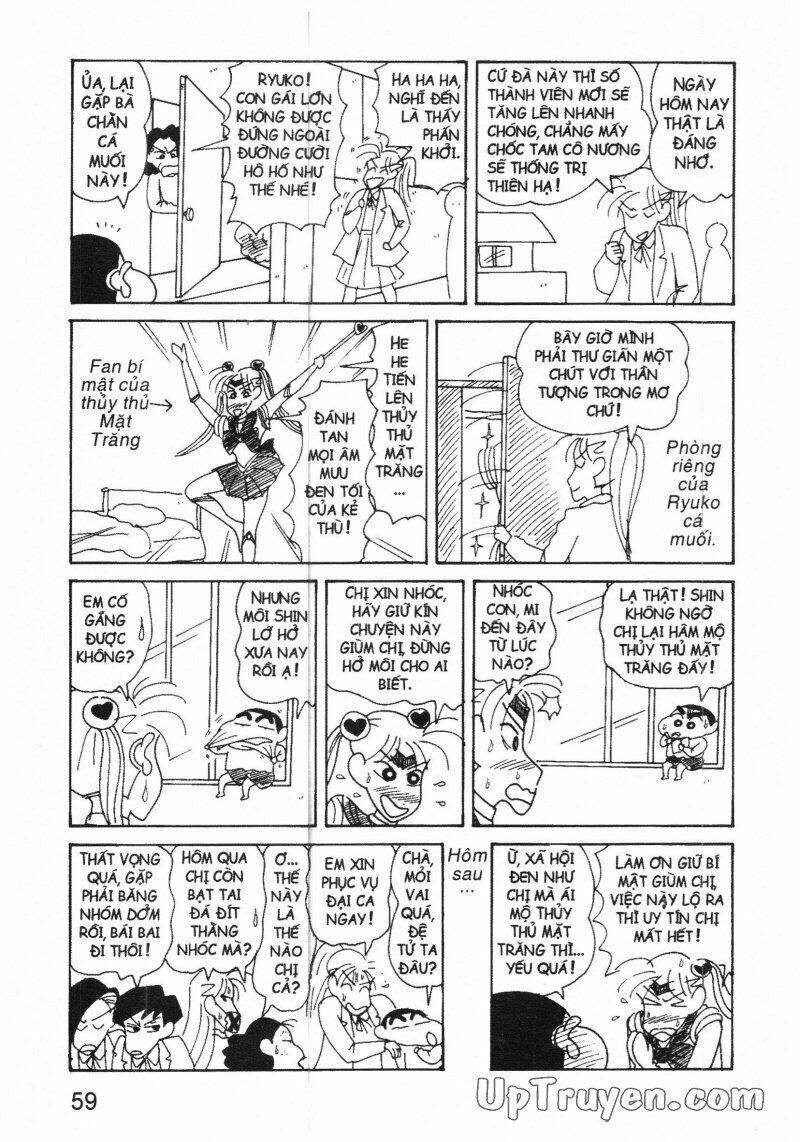 NGÀY
HÔM NAY
THẬT LÀ
ĐÁNG
NHỚ.
CỨ ĐÀ NÀY THÌ SỐ
THÀNH VIÊN MỚI SẼ
TĂNG LÊN NHANH
CHÓNG, CHẲNG MẤY
CHỐC TAM CÔ NƯƠNG
SẼ THỐNG TRỊ
THIÊN HẠ!
HA HA HA,
NGHĨ ĐẾN
LÀ THẤY
PHẤN
KHỞI.
RYUKO!
CON GÁI LỚN
KHÔNG ĐƯỢC
ĐỨNG NGOÀI
ĐƯỜNG CƯỜI
HÔ HỐ NHƯ
THẾ NHÉ!
ỦA, LẠI
GẶP BÀ
CHẰN
CÁ
MUỐI
NÀY!
BÂY GIỜ MÌNH
PHẢI THƯ GIÃN MỘT
CHÚT VỚI THẦN
TƯỢNG TRONG MƠ
CHỨ!
Phòng
riêng
của
Ryuko
cá
muối.
HE
HE
TIẾN
LÊN
THỦY
THỦ
MẶT
TRĂNG
...
ĐÁNH
TAN
MỌI ÂM
MƯU
ĐEN TỐI
CỦA KẺ
THÙ!
Fan bí
mật của
thủy thủ→
Mặt
Trăng
LẠ THẬT! SHIN
KHÔNG NGỜ
CHỊ LẠI HÂM MỘ
THỦY THỦ MẶT
TRĂNG ĐẤY!
NHÓC
CON, MI
ĐẾN ĐÂY
TỪ LÚC
NÀO?
CHỊ XIN NHÓC,
HÃY GIỮ KÍN
CHUYỆN NÀY
GIÙM CHỊ, ĐỪNG
HỞ MÔI CHO AI
BIẾT.
NHƯNG
MÔI SHIN
LỠ HỞ
XƯA NAY
RỒI Ạ!
EM CỐ
GẮNG
ĐƯỢC
KHÔNG?
LÀM ƠN GIỮ BÍ
MẬT GIÙM CHỊ,
VIỆC NÀY LỘ RA
THÌ UY TÍN CHỊ
MẤT HẾT!
Ừ, XÃ HỘI
ĐEN NHƯ
CHỊ MÀ ÁI
MỘ THỦY
THỦ MẶT
TRĂNG THÌ...
YẾU QUÁ!
Hôm
sau
...
CHÀ,
MỎI
VAI
QUÁ,
ĐỆ
TỬ TA
ĐÂU?
EM XIN
PHỤC VỤ
ĐẠI CA
NGAY!
Ơ...
THẾ
NÀY
LÀ
THẾ
NÀO
CHỊ
CẢ?
HÔM QUA
CHỊ CÒN
BẠT TAI
ĐÁ ĐÍT
THẰNG
NHÓC MÀ?
THẤT VỌNG
QUÁ, GẶP
PHẢI BĂNG
NHÓM DỞM
RỒI, BÁI BAI
ĐI THÔI!
59
UpTruyen.com